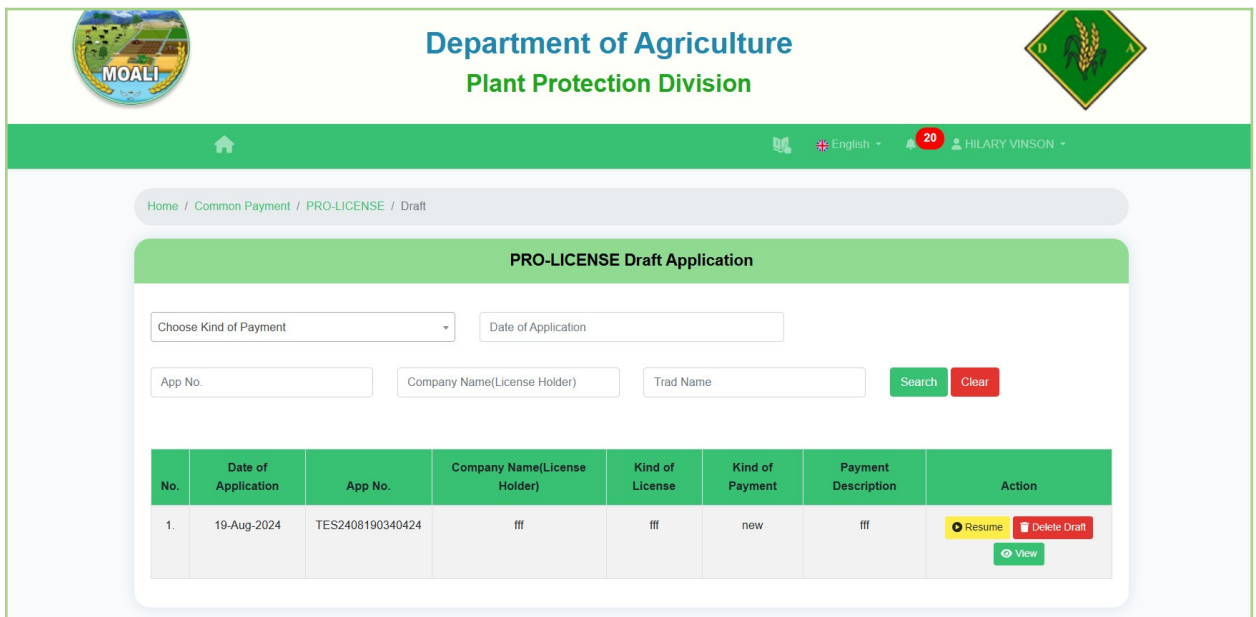 MOALI
Department of Agriculture
Plant Protection Division
D A
English
20
HILARY VINSON
Home / Common Payment / PRO-LICENSE / Draft
PRO-LICENSE Draft Application
Choose Kind of Payment
Date of Application
App No.
Company Name(License Holder)
Trad Name
Search
Clear
No.
Date of
Application
App No.
Company Name(License
Holder)
Kind of
License
Kind of
Payment
Payment
Description
Action
1.
19-Aug-2024
TES2408190340424
fff
fff
new
fff
Resume
Delete Draft
View